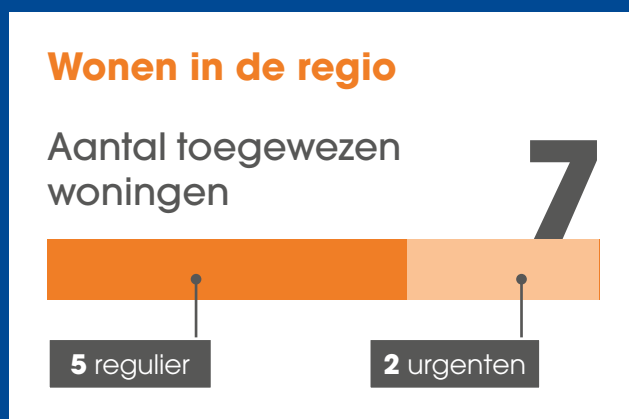 Wonen in de regio
Aantal toegewezen
woningen
7
5 regulier
2 urgenten